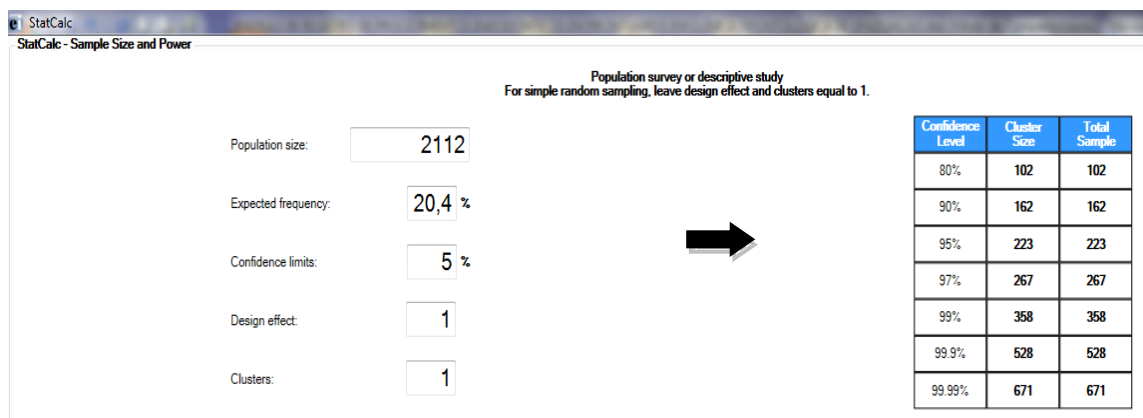 StatCalc
StatCalc - Sample Size and Power
Population survey or descriptive study
For simple random sampling, leave design effect and clusters equal to 1.
Population size: 2112
Expected frequency: 20,4 %
Confidence limits: 5 %
Design effect: 1
Clusters: 1
Confidence Level Cluster Size Total Sample
80% 102 102
90% 162 162
95% 223 223
97% 267 267
99% 358 358
99.9% 528 528
99.99% 671 671